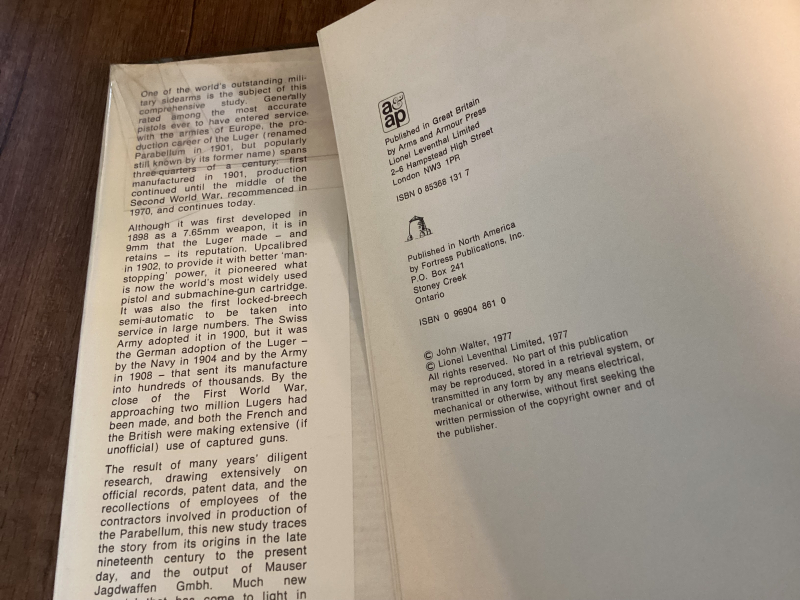 One of the world's outstanding mili-
tary sidearms is the subject of this
comprehensive study. Generally
rated among the most accurate
pistols ever to have entered service
with the armies of Europe, the pro-
duction career of the Luger (renamed
Parabellum in 1901, but popularly
still known by its former name) spans
three-quarters of a century: first
manufactured in 1901, production
continued until the middle of the
Second World War, recommenced in
1970, and continues today.
Although it was first developed in
1898 as a 7.65mm weapon, it is in
9mm that the Luger made – and
retains – its reputation. Upcalibred
in 1902, to provide it with better 'man-
stopping' power, it pioneered what
is now the world's most widely used
pistol and submachine-gun cartridge.
It was also the first locked-breech
semi-automatic to be taken into
service in large numbers. The Swiss
Army adopted it in 1900, but it was
the German adoption of the Luger –
by the Navy in 1904 and by the Army
in 1908 – that sent its manufacture
into hundreds of thousands. By the
close of the First World War,
approaching two million Lugers had
been made, and both the French and
the British were making extensive (if
unofficial) use of captured guns.
The result of many years' diligent
research, drawing extensively on
official records, patent data, and the
recollections of employees of the
contractors involved in production of
the Parabellum, this new study traces
the story from its origins in the late
nineteenth century to the present
day, and the output of Mauser
Jagdwaffen Gmbh. Much new
that has come to light in
a&
ap
Published in Great Britain
by Arms and Armour Press
Lionel Leventhal Limited
2–6 Hampstead High Street
London NW3 1PR
ISBN 0 85368 131 7
Published in North America
by Fortress Publications, Inc.
P.O. Box 241
Stoney Creek
Ontario
ISBN 0 96904 861 0
© John Walter, 1977
© Lionel Leventhal Limited, 1977
All rights reserved. No part of this publication
may be reproduced, stored in a retrieval system, or
transmitted in any form by any means electrical,
mechanical or otherwise, without first seeking the
written permission of the copyright owner and of
the publisher.